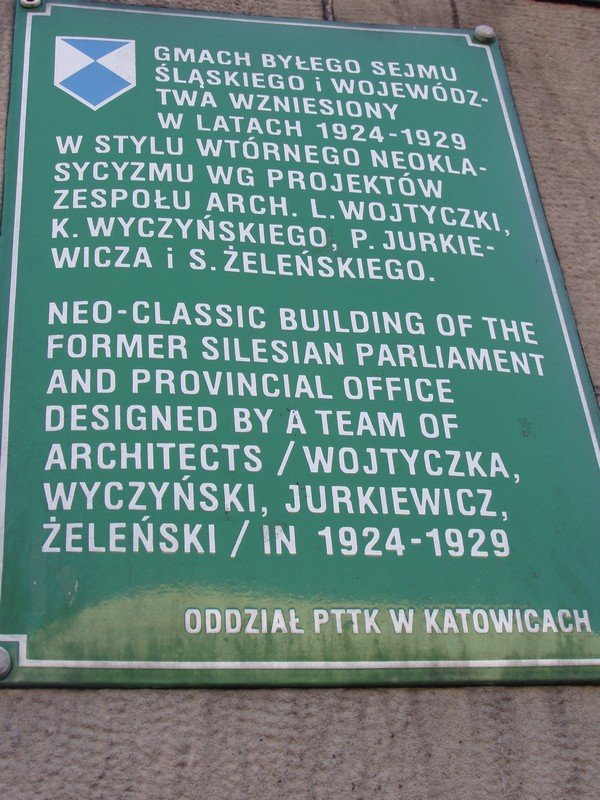 GMACH BYŁEGO SEJMU
ŚLĄSKIEGO i WOJEWÓDZ-
TWA WZNIESIONY
W LATACH 1924-1929
W STYLU WTÓRNEGO NEOKLA-
SYCYZMU WG PROJEKTÓW
ZESPOŁU ARCH. L. WOJTYCZKI,
K. WYCZYŃSKIEGO, P. JURKIE-
WICZA i S. ŻELEŃSKIEGO.
NEO-CLASSIC BUILDING OF THE
FORMER SILESIAN PARLIAMENT
AND PROVINCIAL OFFICE
DESIGNED BY A TEAM OF
ARCHITECTS / WOJTYCZKA,
WYCZYŃSKI, JURKIEWICZ,
ŻELEŃSKI / IN 1924-1929
ODDZIAŁ PTTK W KATOWICACH